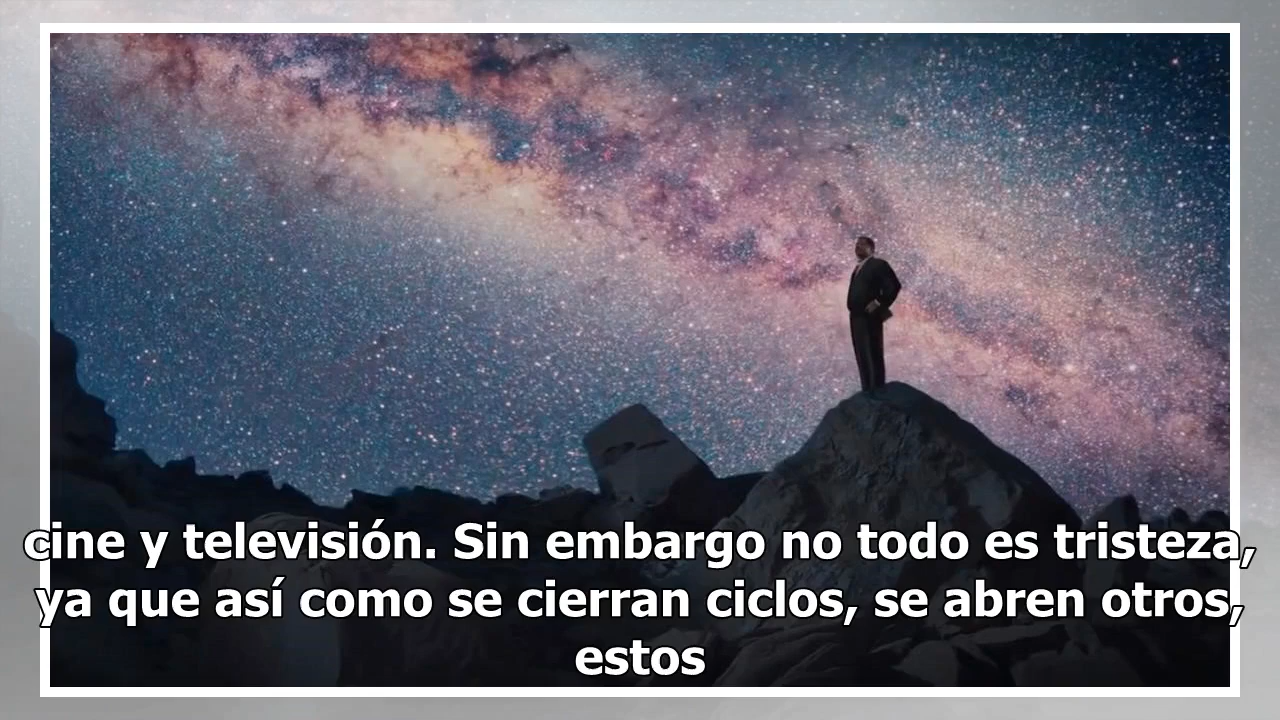 cine y televisión. Sin embargo no todo es tristeza,
ya que así como se cierran ciclos, se abren otros,
estos